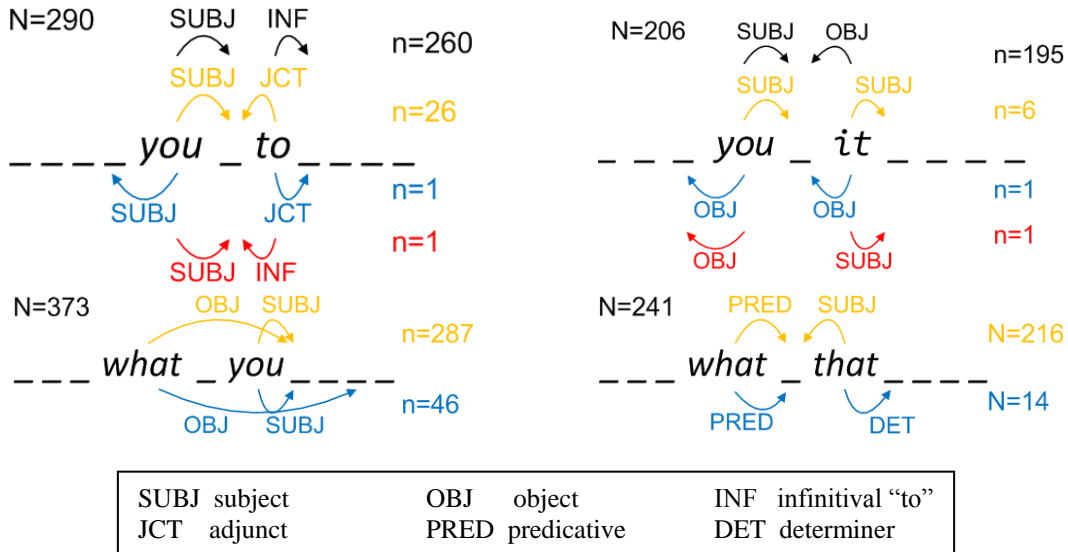 N=290 SUBJ INF n=260
SUBJ JCT n=26
_ _ _ _ you _ to _ _ _ _
SUBJ JCT n=1
SUBJ INF n=1
N=206 SUBJ OBJ n=195
SUBJ SUBJ n=6
_ _ _ _ you _ it _ _ _ _
OBJ OBJ n=1
OBJ SUBJ n=1
N=373 OBJ SUBJ n=287
_ _ _ what _ you _ _ _ _
OBJ SUBJ n=46
N=241 PRED SUBJ N=216
_ _ _ what _ that _ _ _ _
PRED DET N=14
SUBJ subject OBJ object INF infinitival “to”
JCT adjunct PRED predicative DET determiner